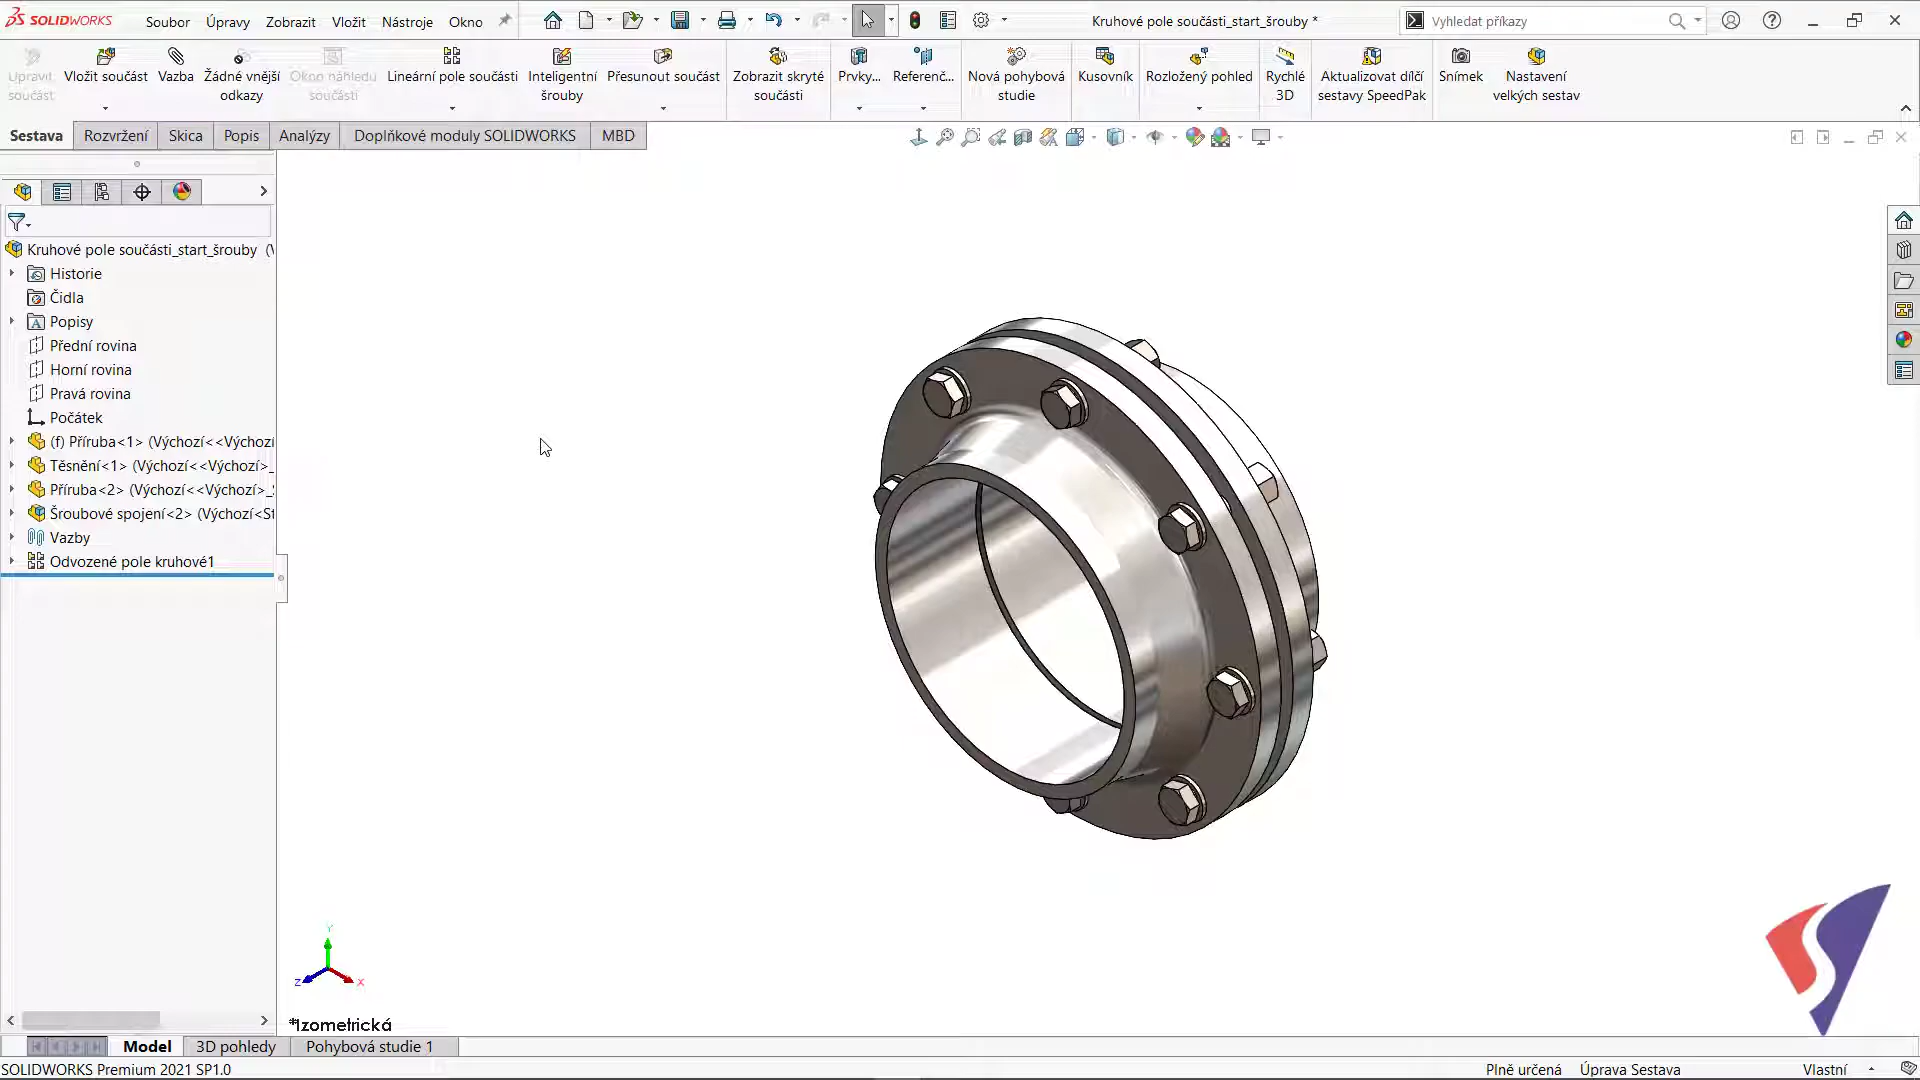 SOLIDWORKS Soubor Úpravy Zobrazit Vložit Nástroje Okno Kruhové pole součásti_start_šrouby * Vyhledat příkazy
Upravit součást
Vložit součást
Vazba
Žádné vnější odkazy
Okno náhledu součásti
Lineární pole součásti
Inteligentní šrouby
Přesunout součást
Zobrazit skryté součásti
Prvky...
Referenč...
Nová pohybová studie
Kusovník
Rozložený pohled
Rychlé 3D
Aktualizovat dílčí sestavy SpeedPak
Snímek
Nastavení velkých sestav
Sestava Rozvržení Skica Popis Analýzy Doplňkové moduly SOLIDWORKS MBD
Kruhové pole součásti_start_šrouby (V
Historie
Čidla
Popisy
Přední rovina
Horní rovina
Pravá rovina
Počátek
(f) Příruba<1> (Výchozí<<Výchozí
Těsnění<1> (Výchozí<<Výchozí>_
Příruba<2> (Výchozí<<Výchozí>_S
Šroubové spojení<2> (Výchozí<St
Vazby
Odvozené pole kruhové1
Y
Z
X
*Izometrická
Model 3D pohledy Pohybová studie 1
SOLIDWORKS Premium 2021 SP1.0 Plně určená Úprava Sestava Vlastní